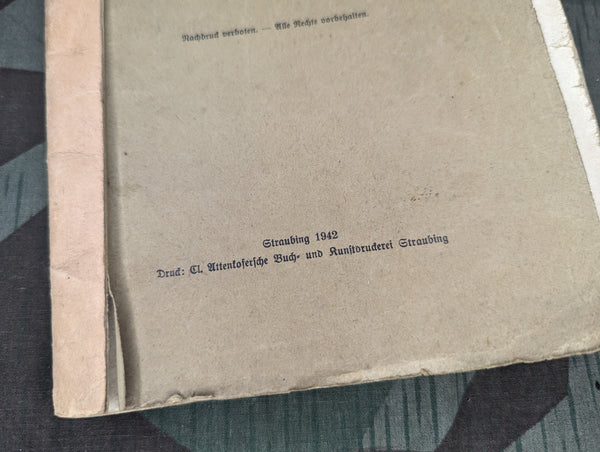 Nachdruck verboten. — Alle Rechte vorbehalten.
Straubing 1942
Druck: Cl. Attenkofersche Buch- und Kunstdruckerei Straubing